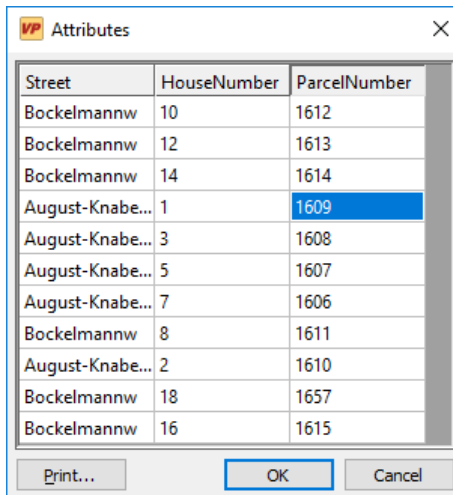 VP Attributes
Street HouseNumber ParcelNumber
Bockelmannw 10 1612
Bockelmannw 12 1613
Bockelmannw 14 1614
August-Knabe... 1 1609
August-Knabe... 3 1608
August-Knabe... 5 1607
August-Knabe... 7 1606
Bockelmannw 8 1611
August-Knabe... 2 1610
Bockelmannw 18 1657
Bockelmannw 16 1615
Print... OK Cancel